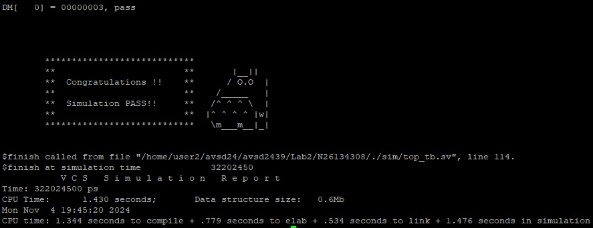 DM[   0] = 00000003, pass
****************************
**                        **       |__||
**  Congratulations !!    **      / O.O  |
**                        **    /_____   |
**  Simulation PASS!!     **   /^ ^ ^ \  |
**                        **  |^ ^ ^ ^ |w|
****************************   \m___m__|_|
$finish called from file "/home/user2/avsd24/avsd2439/Lab2/N26134308/./sim/top_tb.sv", line 114.
$finish at simulation time             32202450
V C S   S i m u l a t i o n   R e p o r t
Time: 322024500 ps
CPU Time:      1.430 seconds;       Data structure size:   0.6Mb
Mon Nov  4 19:45:20 2024
CPU time: 1.344 seconds to compile + .779 seconds to elab + .534 seconds to link + 1.476 seconds in simulation